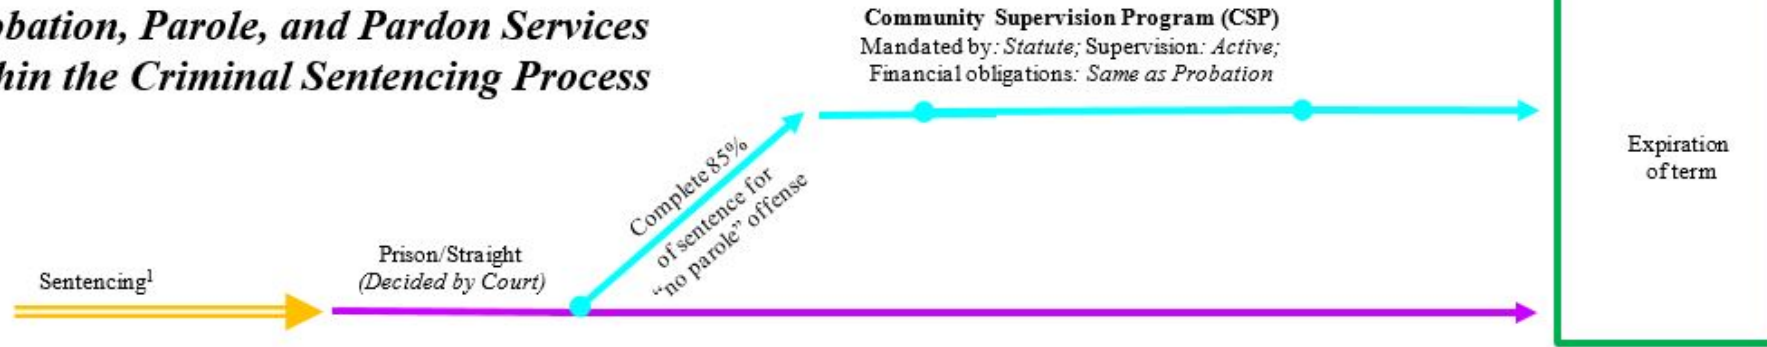 obation, Parole, and Pardon Services
hin the Criminal Sentencing Process
Community Supervision Program (CSP)
Mandated by: Statute; Supervision: Active;
Financial obligations: Same as Probation
Expiration
of term
Complete 85%
of sentence for
“no parole” offense
Prison/Straight
(Decided by Court)
Sentencing¹